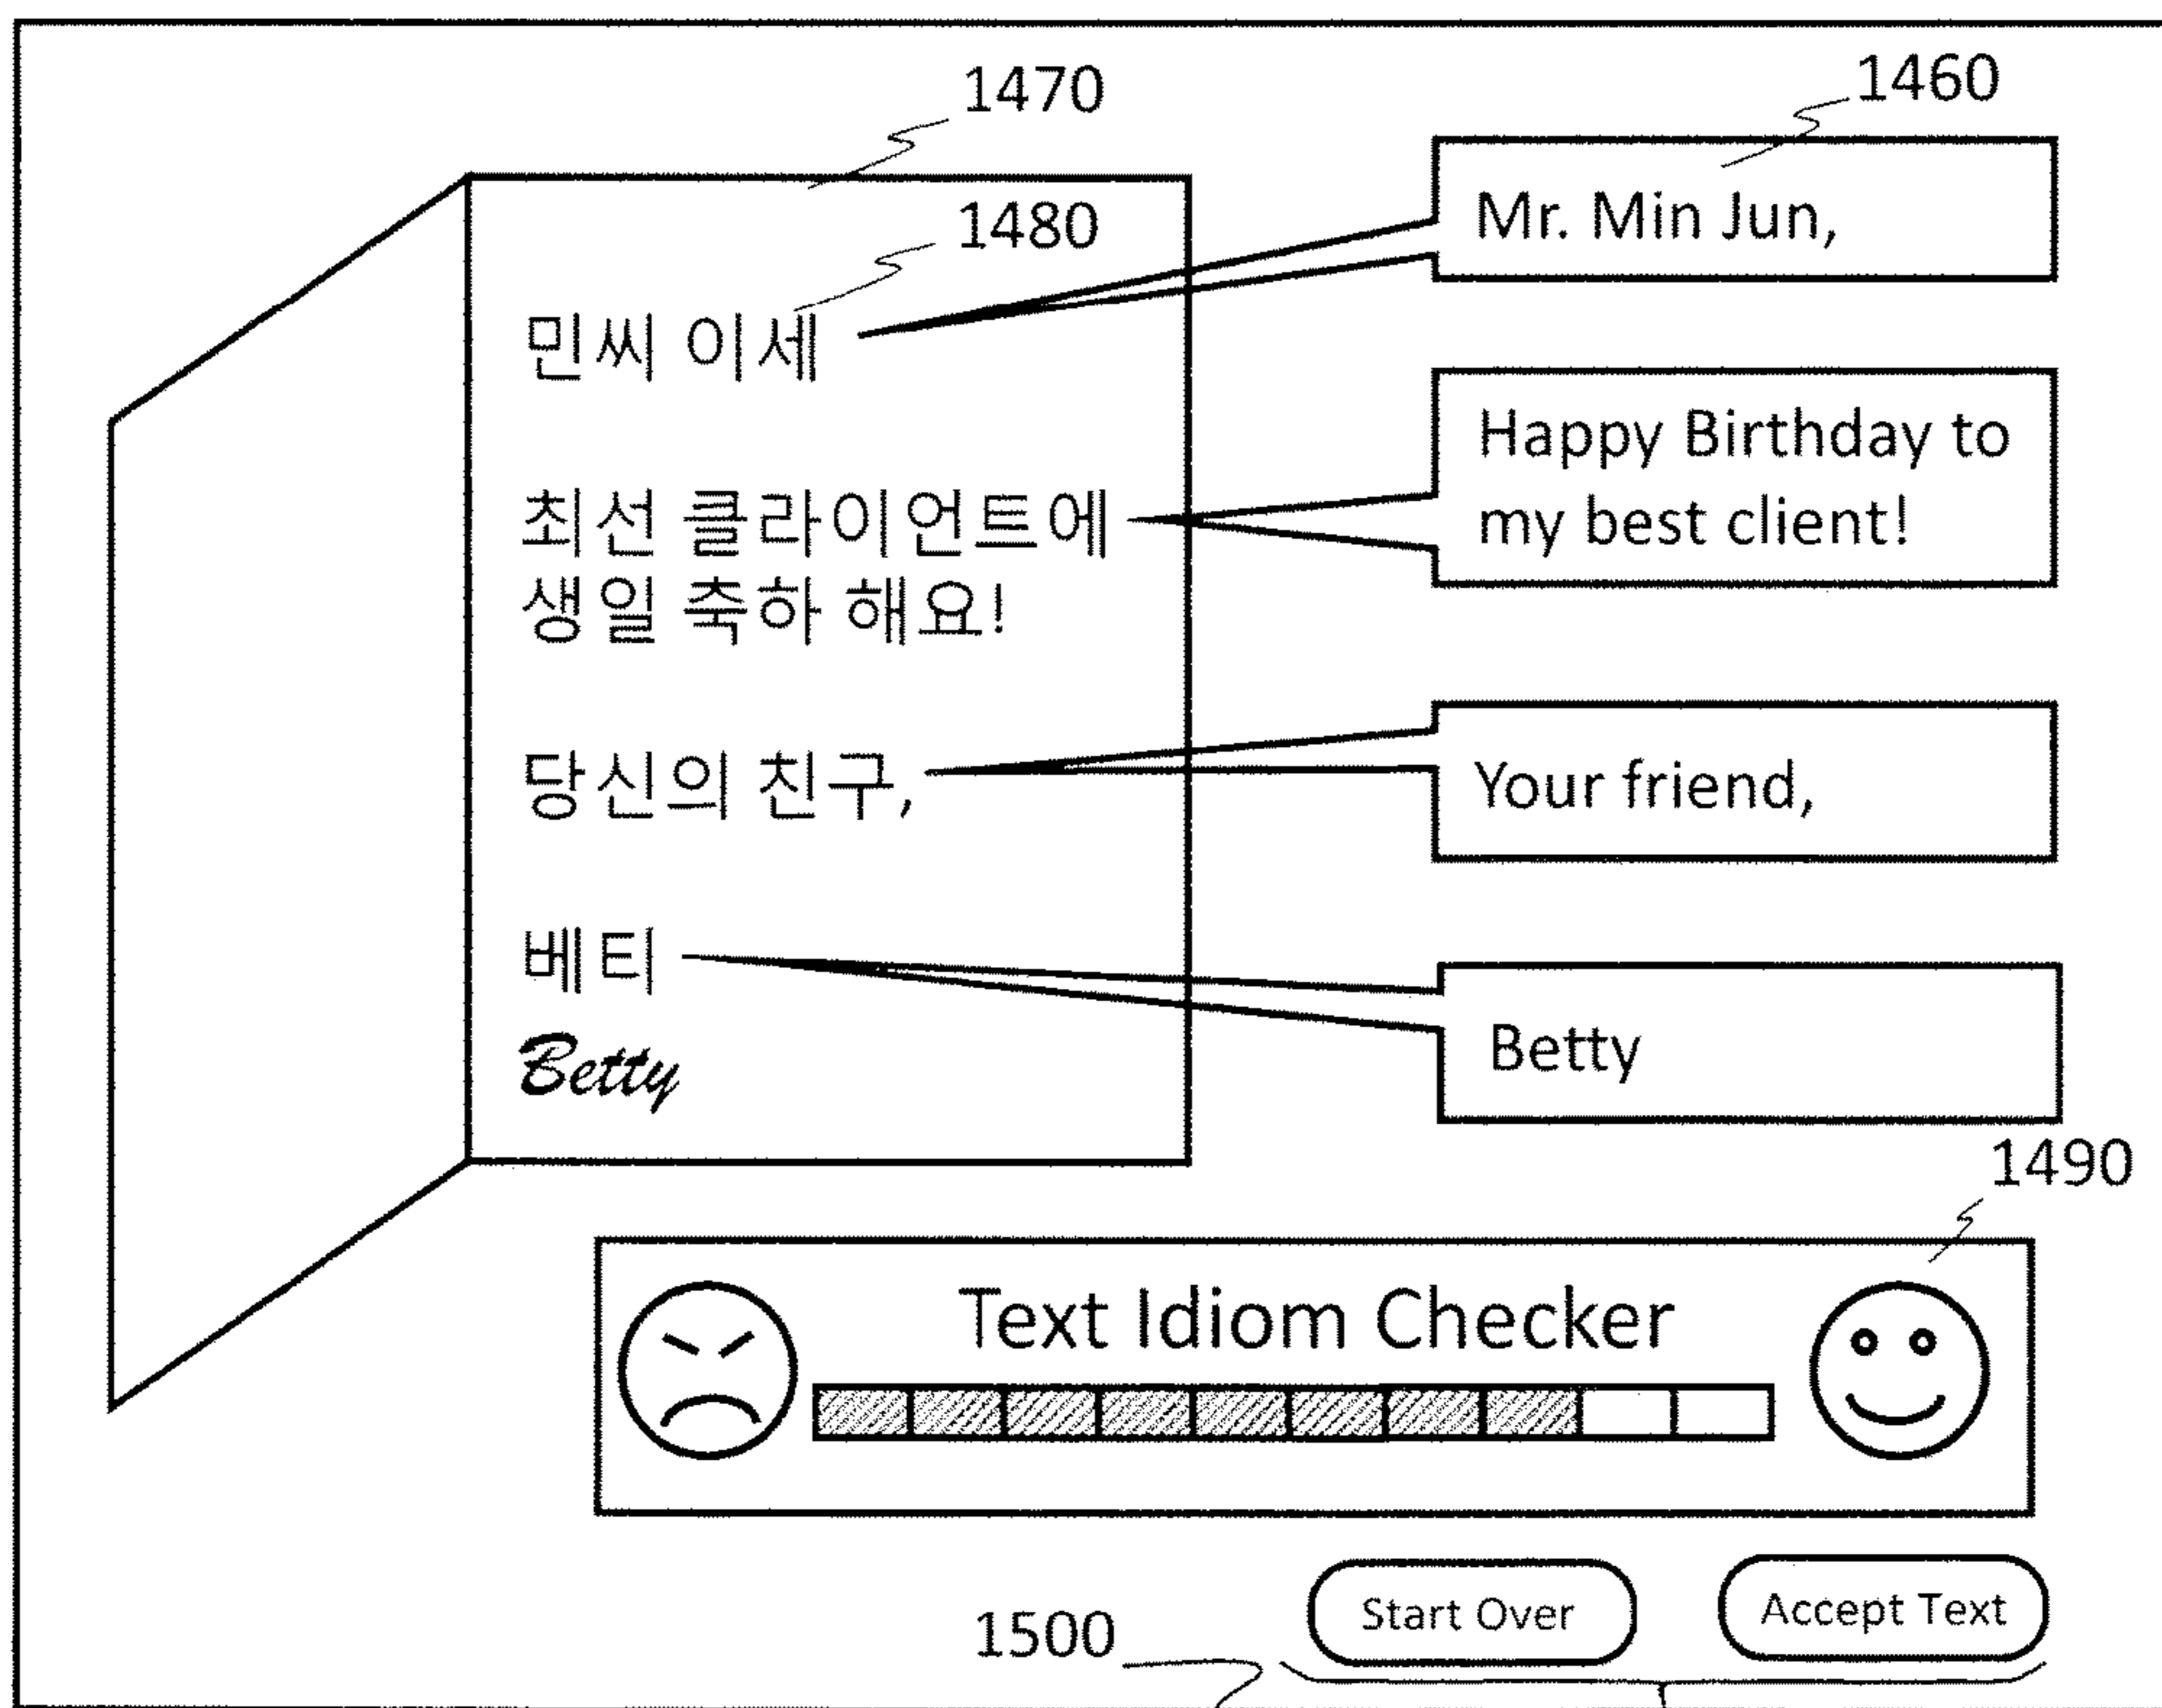 1470
1460
1480
Mr. Min Jun,
민씨 이세
Happy Birthday to
my best client!
최선 클라이언트에
생일 축하 해요!
당신의 친구,
Your friend,
베티
Betty
Betty
1490
Text Idiom Checker
Start Over
Accept Text
1500